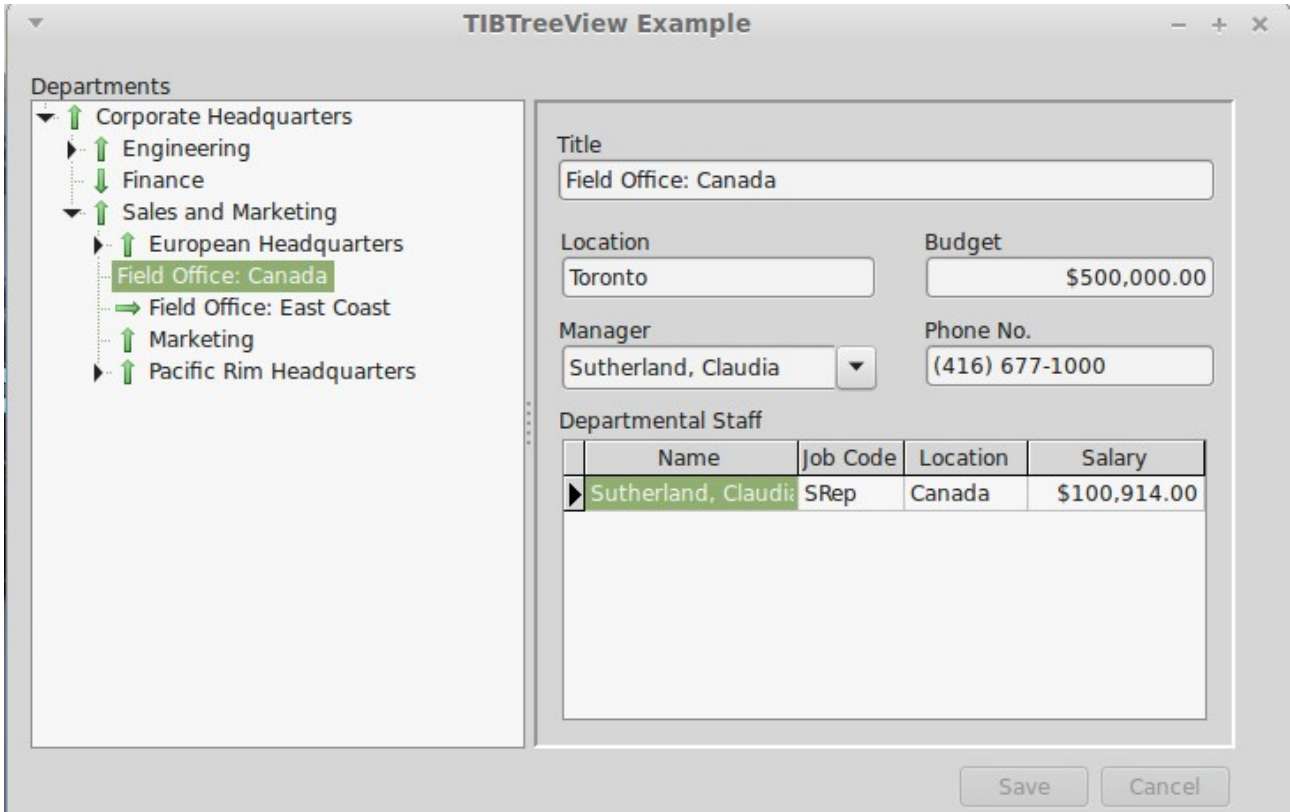 TIBTreeView Example
Departments
Corporate Headquarters
Engineering
Finance
Sales and Marketing
European Headquarters
Field Office: Canada
Field Office: East Coast
Marketing
Pacific Rim Headquarters
Title
Field Office: Canada
Location Budget
Toronto $500,000.00
Manager Phone No.
Sutherland, Claudia (416) 677-1000
Departmental Staff
Name Job Code Location Salary
Sutherland, Claudia SRep Canada $100,914.00
Save Cancel